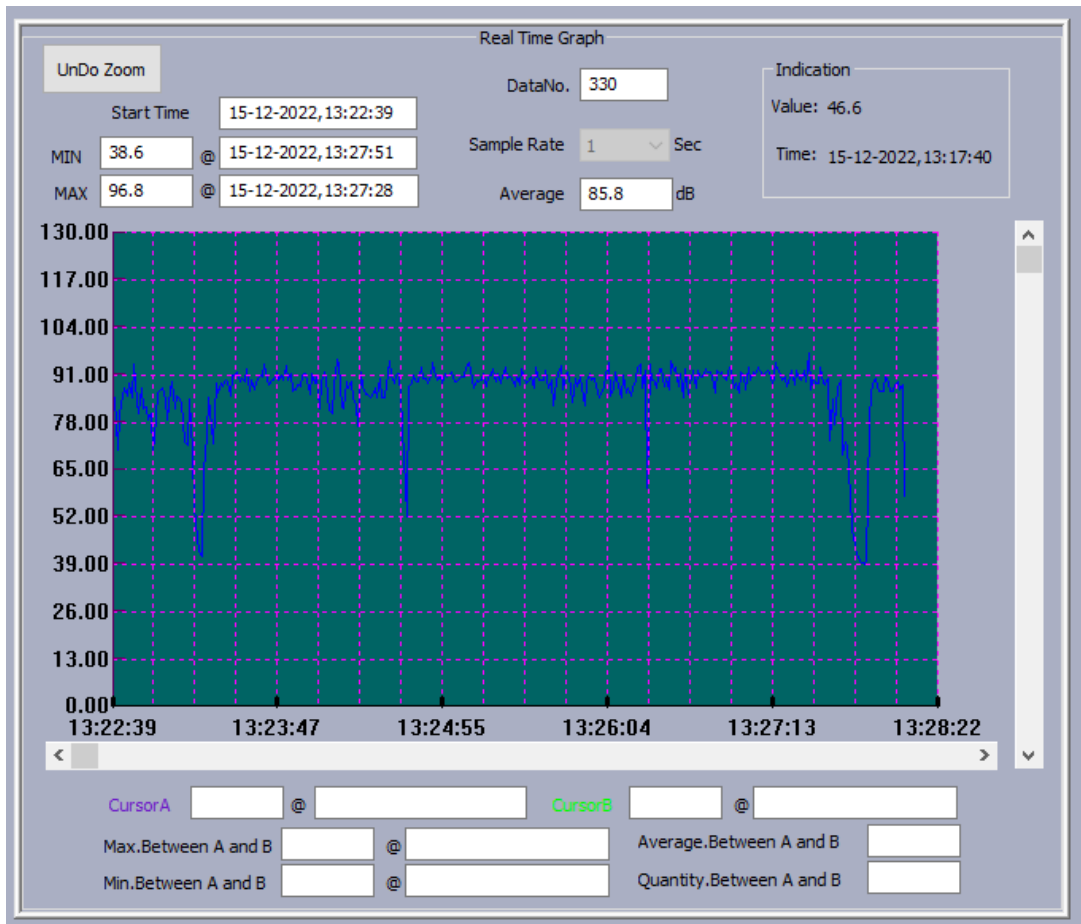 Real Time Graph
UnDo Zoom
DataNo. 330
Indication
Value: 46.6
Time: 15-12-2022,13:17:40
Start Time 15-12-2022,13:22:39
Sample Rate 1 Sec
MIN 38.6 @ 15-12-2022,13:27:51
MAX 96.8 @ 15-12-2022,13:27:28
Average 85.8 dB
130.00
117.00
104.00
91.00
78.00
65.00
52.00
39.00
26.00
13.00
0.00
13:22:39 13:23:47 13:24:55 13:26:04 13:27:13 13:28:22
CursorA @ CursorB @
Max.Between A and B @ Average.Between A and B
Min.Between A and B @ Quantity.Between A and B